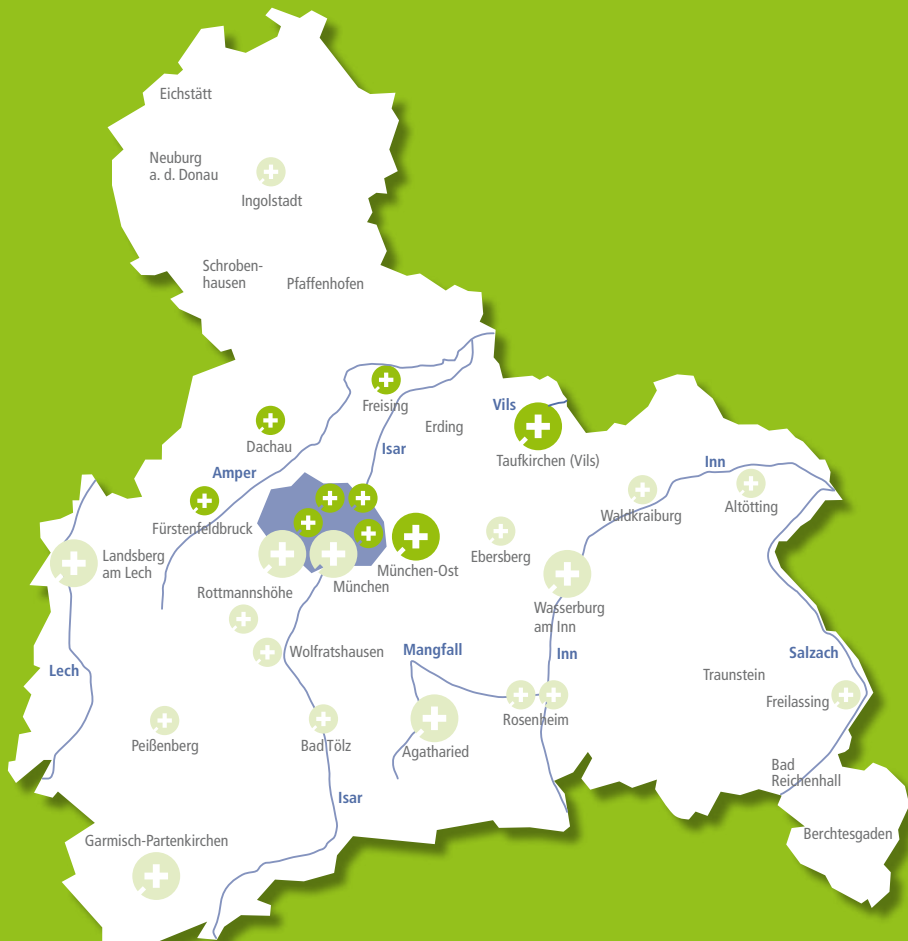 Eichstätt
Neuburg
a. d. Donau
Ingolstadt
Schroben-
hausen
Pfaffenhofen
Freising
Vils
Erding
Dachau
Isar
Taufkirchen (Vils)
Amper
Inn
Altötting
Waldkraiburg
Fürstenfeldbruck
Landsberg
am Lech
Ebersberg
München-Ost
München
Rottmannshöhe
Wasserburg
am Inn
Wolfratshausen
Mangfall
Inn
Salzach
Lech
Traunstein
Freilassing
Rosenheim
Peißenberg
Bad Tölz
Agatharied
Bad
Reichenhall
Isar
Berchtesgaden
Garmisch-Partenkirchen